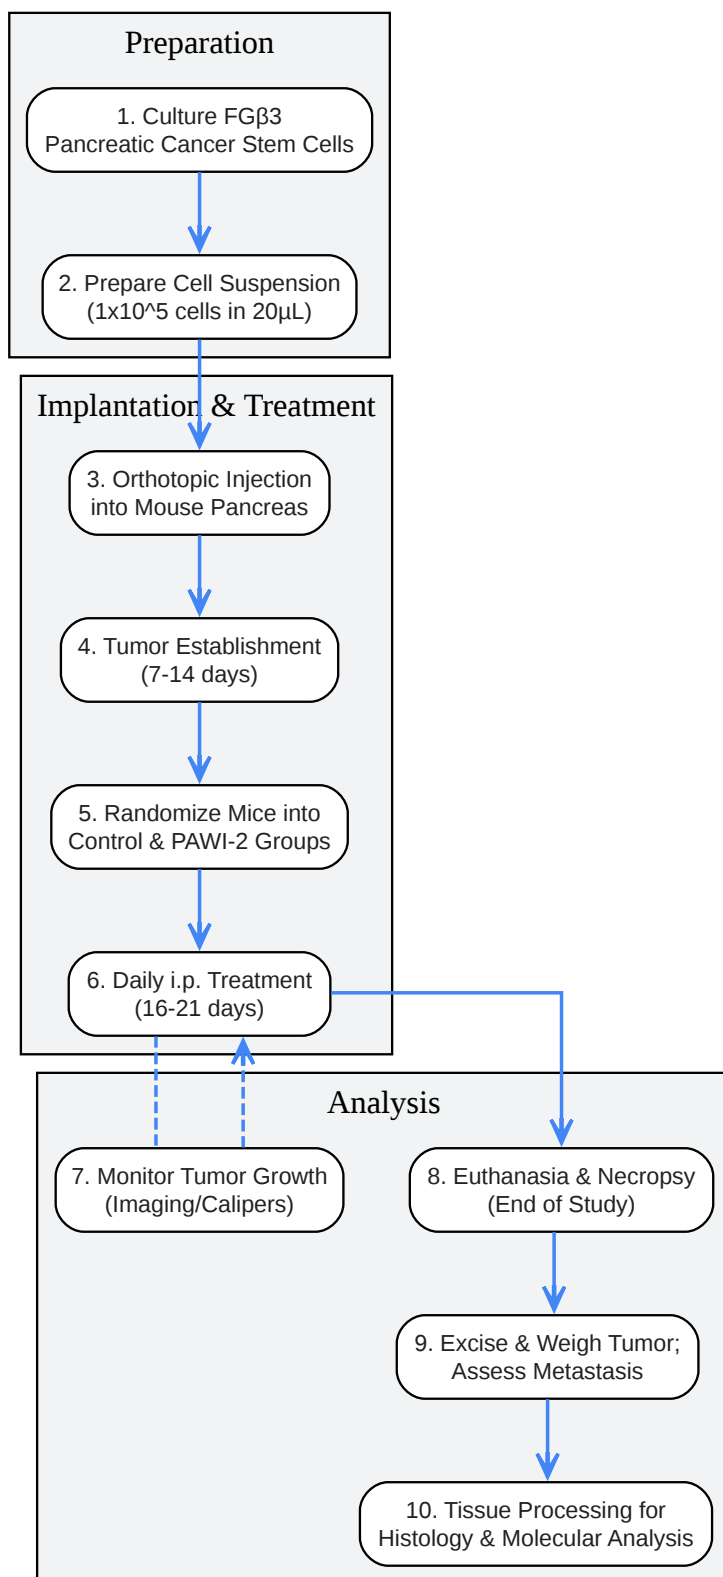 Preparation
1. Culture FGβ3
Pancreatic Cancer Stem Cells
2. Prepare Cell Suspension
(1x10^5 cells in 20µL)
Implantation & Treatment
3. Orthotopic Injection
into Mouse Pancreas
4. Tumor Establishment
(7-14 days)
5. Randomize Mice into
Control & PAWI-2 Groups
6. Daily i.p. Treatment
(16-21 days)
Analysis
7. Monitor Tumor Growth
(Imaging/Calipers)
8. Euthanasia & Necropsy
(End of Study)
9. Excise & Weigh Tumor;
Assess Metastasis
10. Tissue Processing for
Histology & Molecular Analysis